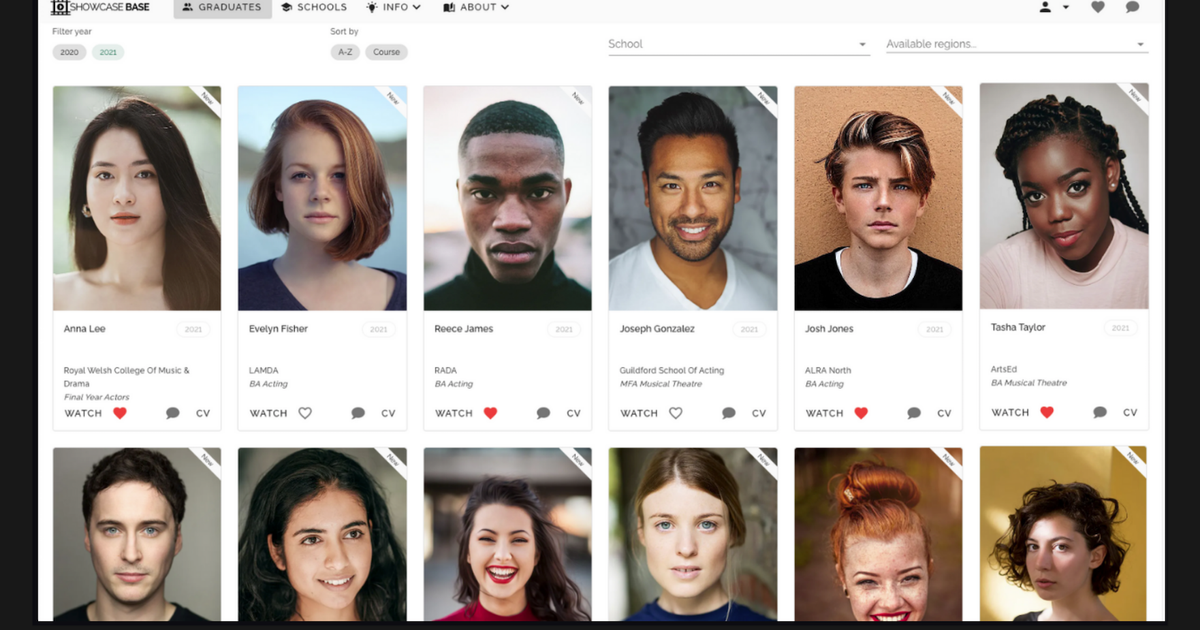 SHOWCASE BASE
GRADUATES
SCHOOLS
INFO
ABOUT
Filter year
2020
2021
Sort by
A-Z
Course
School
Available regions...
New
New
New
New
New
New
Anna Lee
2021
Royal Welsh College Of Music &
Drama
Final Year Actors
WATCH
CV
Evelyn Fisher
2021
LAMDA
BA Acting
WATCH
CV
Reece James
2021
RADA
BA Acting
WATCH
CV
Joseph Gonzalez
2021
Guildford School Of Acting
MFA Musical Theatre
WATCH
CV
Josh Jones
2021
ALRA North
BA Acting
WATCH
CV
Tasha Taylor
2021
ArtsEd
BA Musical Theatre
WATCH
CV
New
New
New
New
New
New